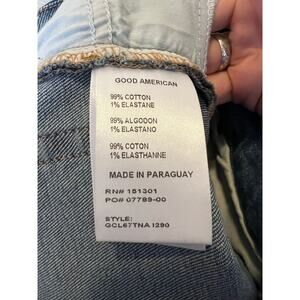 GOOD AMERICAN
99% COTTON
1% ELASTANE
99% ALGODON
1% ELASTANO
99% COTON
1% ELASTHANNE
MADE IN PARAGUAY
RN# 151301
PO# 07789-00
STYLE:
GCL67TNA I290